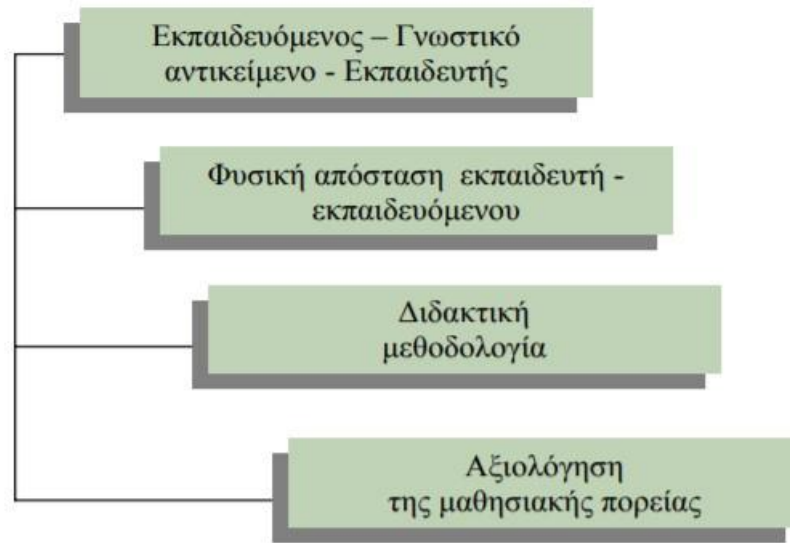 Εκπαιδευόμενος – Γνωστικό
αντικείμενο - Εκπαιδευτής
Φυσική απόσταση εκπαιδευτή -
εκπαιδευόμενου
Διδακτική
μεθοδολογία
Αξιολόγηση
της μαθησιακής πορείας